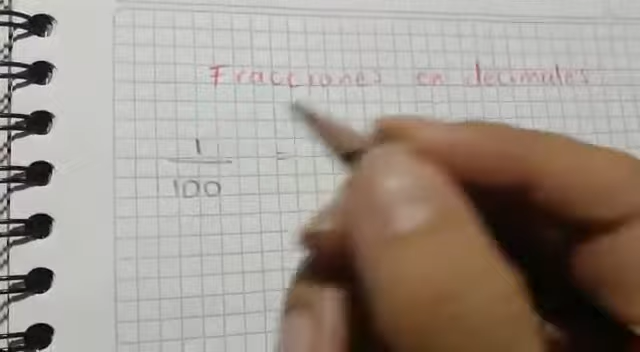 Fracciones en decimales
1/100 =